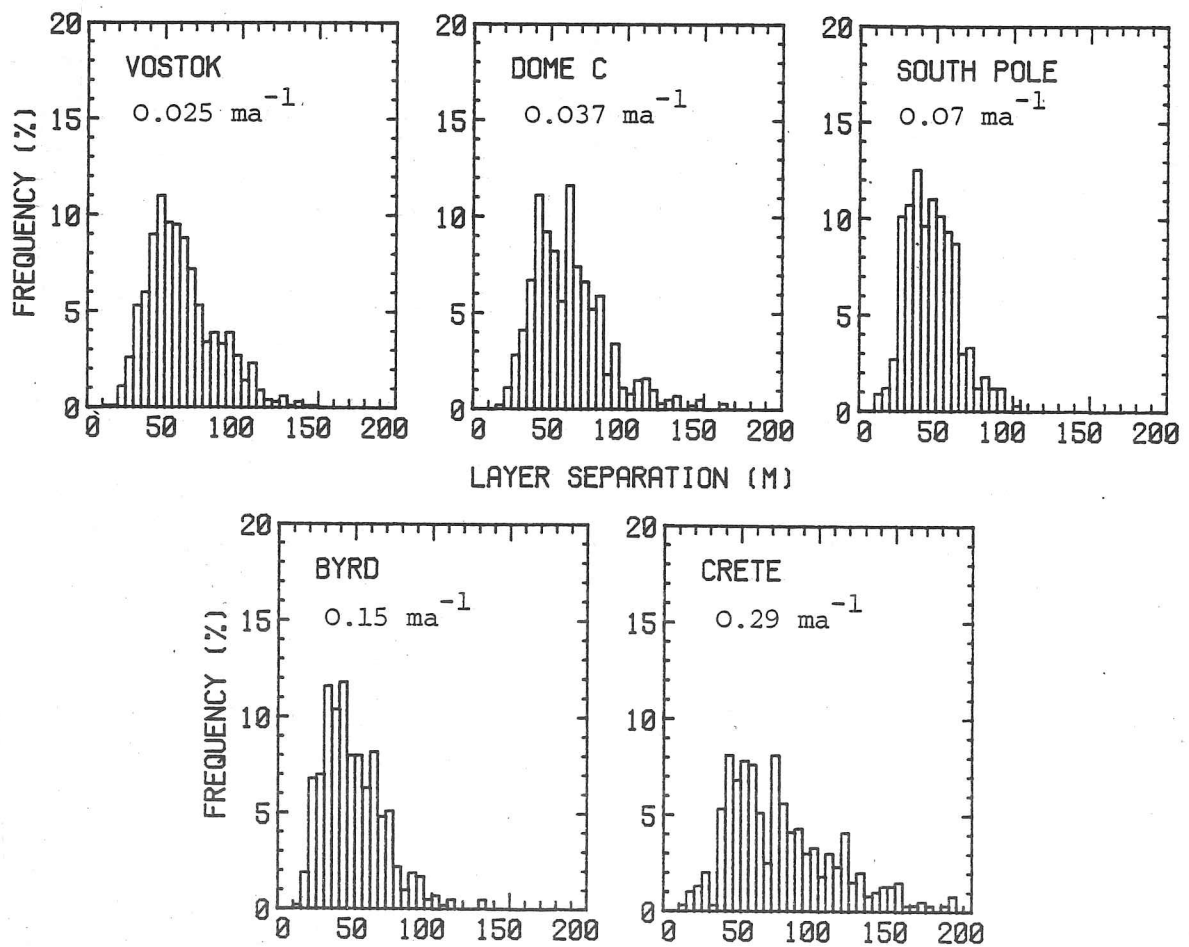 20
15
10
5
0
FREQUENCY (%)
VOSTOK
0.025 ma⁻¹
0 50 100 150 200
20
15
10
5
0
DOME C
0.037 ma⁻¹
0 50 100 150 200
20
15
10
5
0
SOUTH POLE
0.07 ma⁻¹
0 50 100 150 200
LAYER SEPARATION (M)
20
15
10
5
0
FREQUENCY (%)
BYRD
0.15 ma⁻¹
0 50 100 150 200
20
15
10
5
0
CRETE
0.29 ma⁻¹
0 50 100 150 200